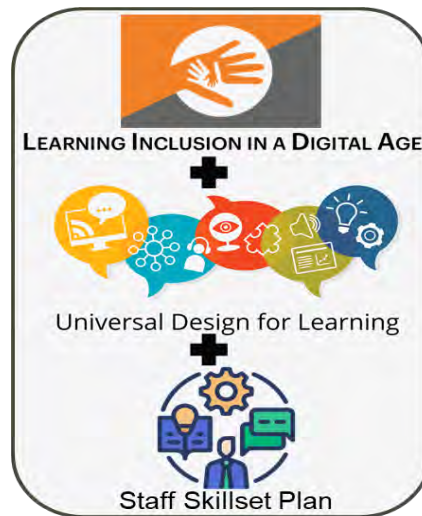 LEARNING INCLUSION IN A DIGITAL AGE
Universal Design for Learning
Staff Skillset Plan